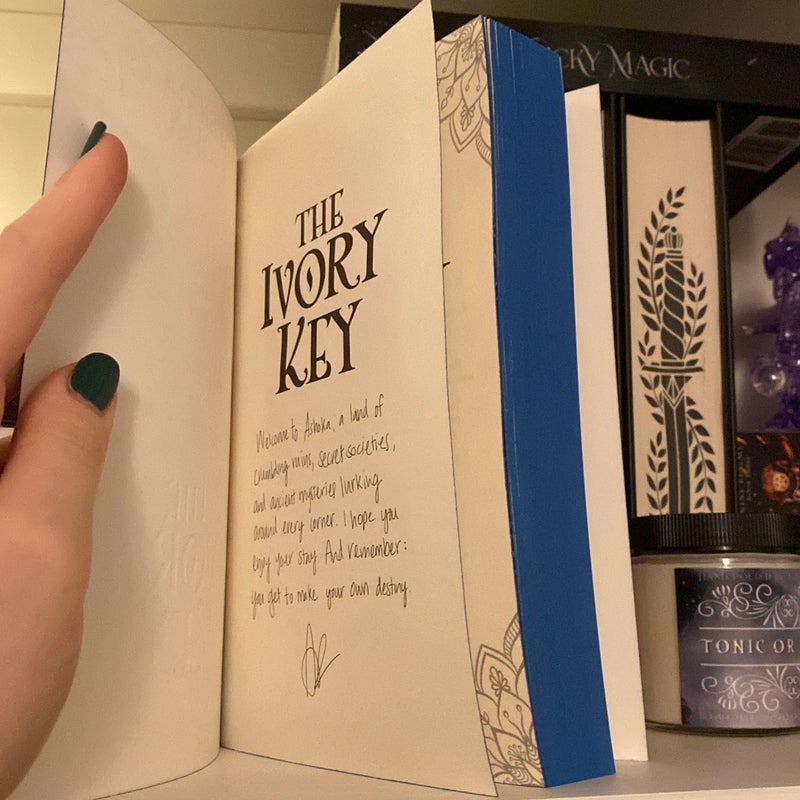 THE
IVORY
KEY
Welcome to Ashoka, a land of
crumbling ruins, secret societies,
and ancient mysteries lurking
around every corner. I hope you
enjoy your stay. And remember:
you get to make your own destiny.
MAGIC
TONIC OR